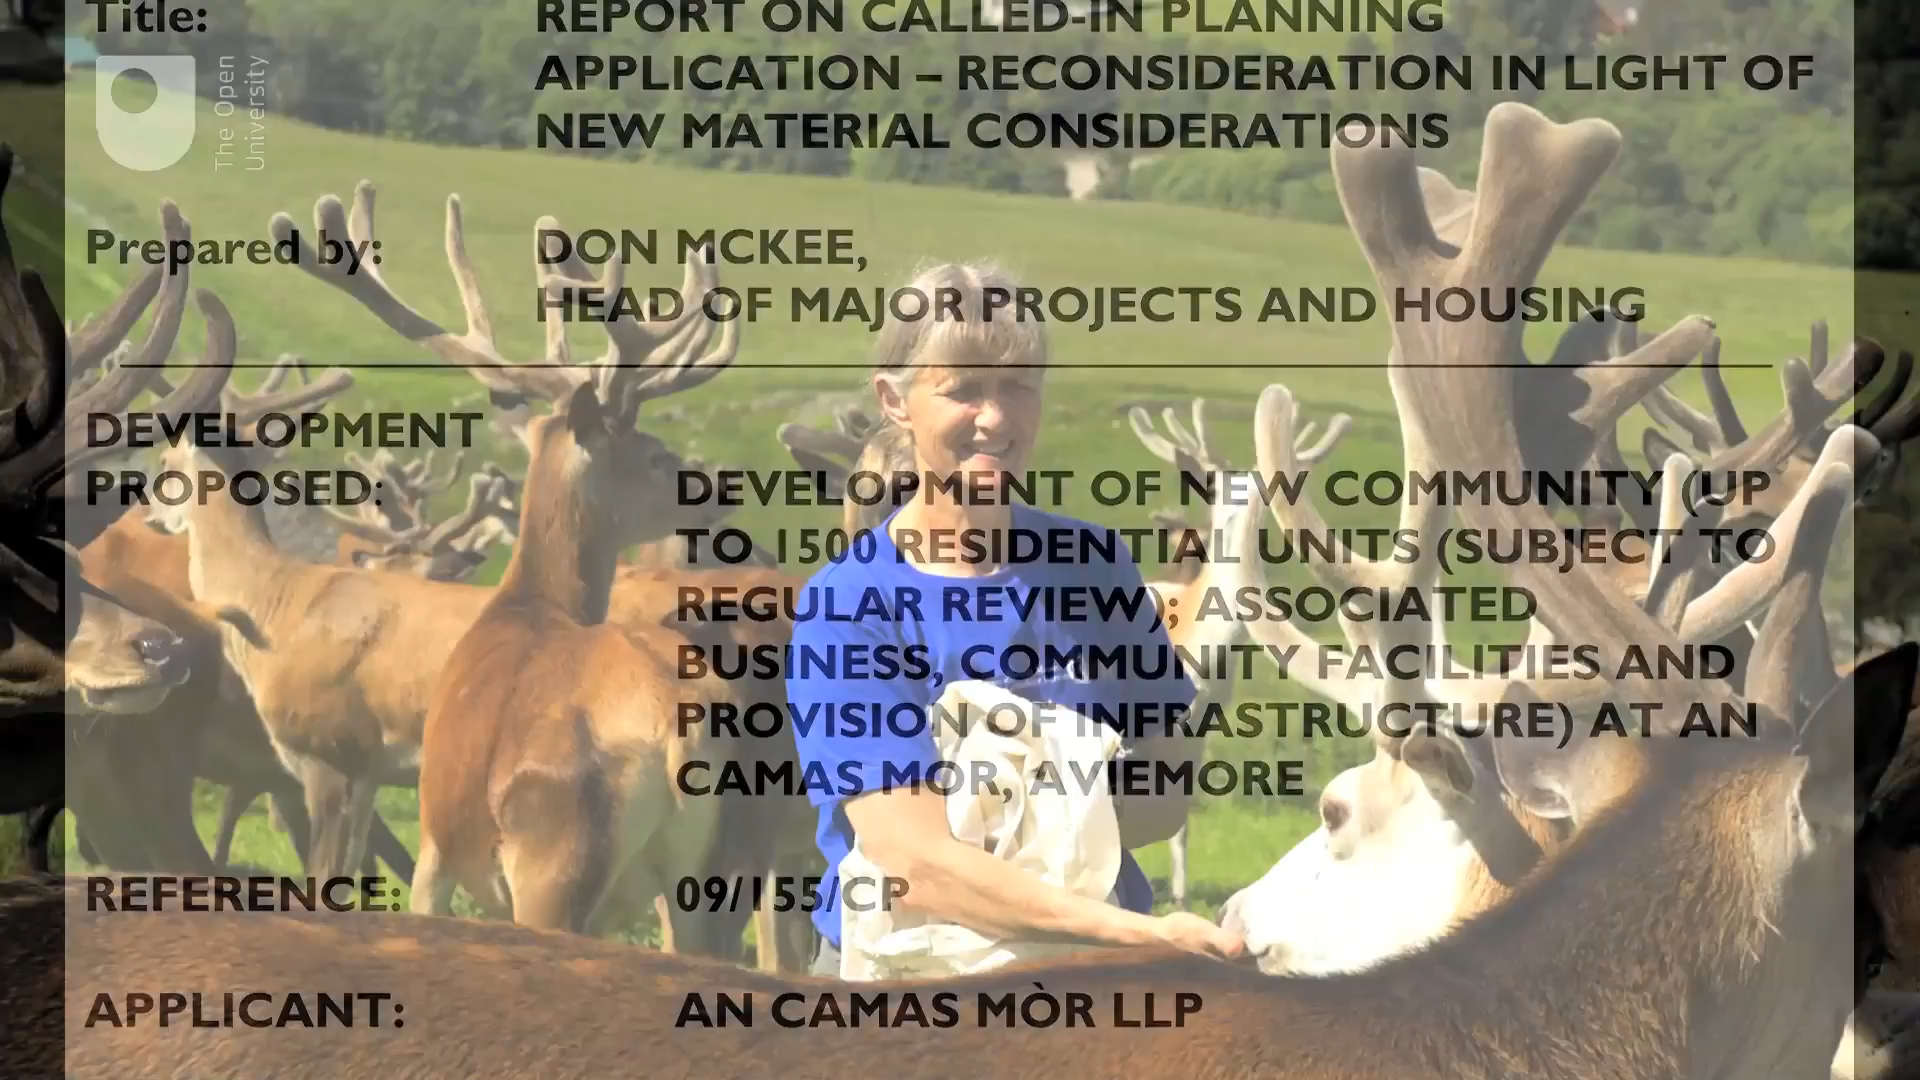 Title: REPORT ON CALLED-IN PLANNING
APPLICATION – RECONSIDERATION IN LIGHT OF
NEW MATERIAL CONSIDERATIONS
The Open
University
Prepared by: DON MCKEE,
HEAD OF MAJOR PROJECTS AND HOUSING
DEVELOPMENT
PROPOSED: DEVELOPMENT OF NEW COMMUNITY (UP
TO 1500 RESIDENTIAL UNITS (SUBJECT TO
REGULAR REVIEW); ASSOCIATED
BUSINESS, COMMUNITY FACILITIES AND
PROVISION OF INFRASTRUCTURE) AT AN
CAMAS MOR, AVIEMORE
REFERENCE: 09/155/CP
APPLICANT: AN CAMAS MÒR LLP